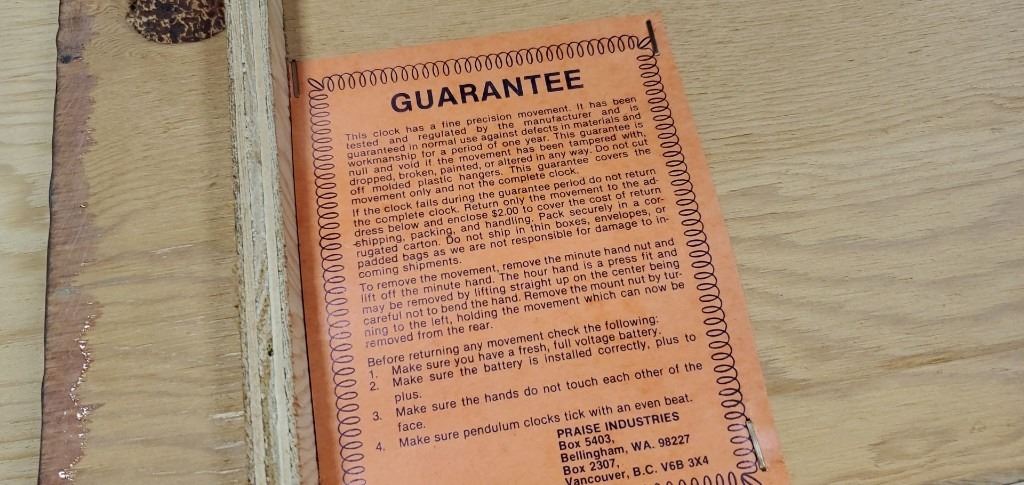 GUARANTEE
This clock has a fine precision movement. It has been
tested and regulated by the manufacturer and is
guaranteed in normal use against defects in materials and
workmanship for a period of one year. This guarantee is
null and void if the movement has been tampered with,
dropped, broken, painted, or altered in any way. Do not cut
off molded plastic hangers. This guarantee covers the
movement only and not the complete clock.
If the clock fails during the guarantee period do not return
the complete clock. Return only the movement to the ad-
dress below and enclose $2.00 to cover the cost of return
shipping, packing, and handling. Pack securely in a cor-
rugated carton. Do not ship in thin boxes, envelopes, or
padded bags as we are not responsible for damage to in-
coming shipments.
To remove the movement, remove the minute hand nut and
lift off the minute hand. The hour hand is a press fit and
may be removed by lifting straight up on the center being
careful not to bend the hand. Remove the mount nut by tur-
ning to the left, holding the movement which can now be
removed from the rear.
Before returning any movement check the following:
1. Make sure you have a fresh, full voltage battery.
2. Make sure the battery is installed correctly, plus to
plus.
3. Make sure the hands do not touch each other of the
face.
4. Make sure pendulum clocks tick with an even beat.
PRAISE INDUSTRIES
Box 5403,
Bellingham, WA. 98227
Box 2307,
Vancouver, B.C. V6B 3X4